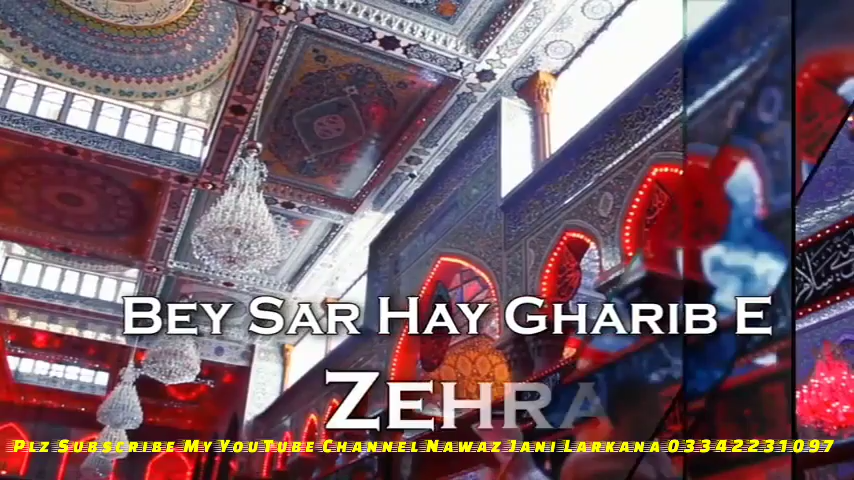 Bey Sar Hay Gharib E
Zehra
Plz Subscribe My YouTube Channel Nawaz Jani Larkana 03342231097